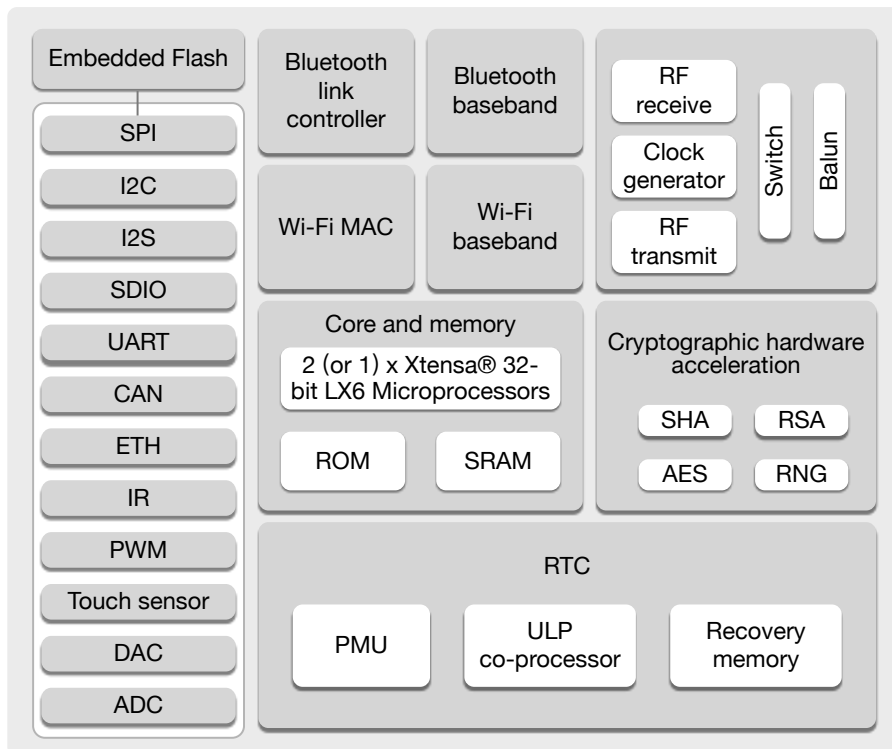 Embedded Flash
SPI
I2C
I2S
SDIO
UART
CAN
ETH
IR
PWM
Touch sensor
DAC
ADC
Bluetooth
link
controller
Bluetooth
baseband
Wi-Fi MAC
Wi-Fi
baseband
RF
receive
Clock
generator
RF
transmit
Switch
Balun
Core and memory
2 (or 1) x Xtensa® 32-
bit LX6 Microprocessors
ROM
SRAM
Cryptographic hardware
acceleration
SHA
RSA
AES
RNG
RTC
PMU
ULP
co-processor
Recovery
memory